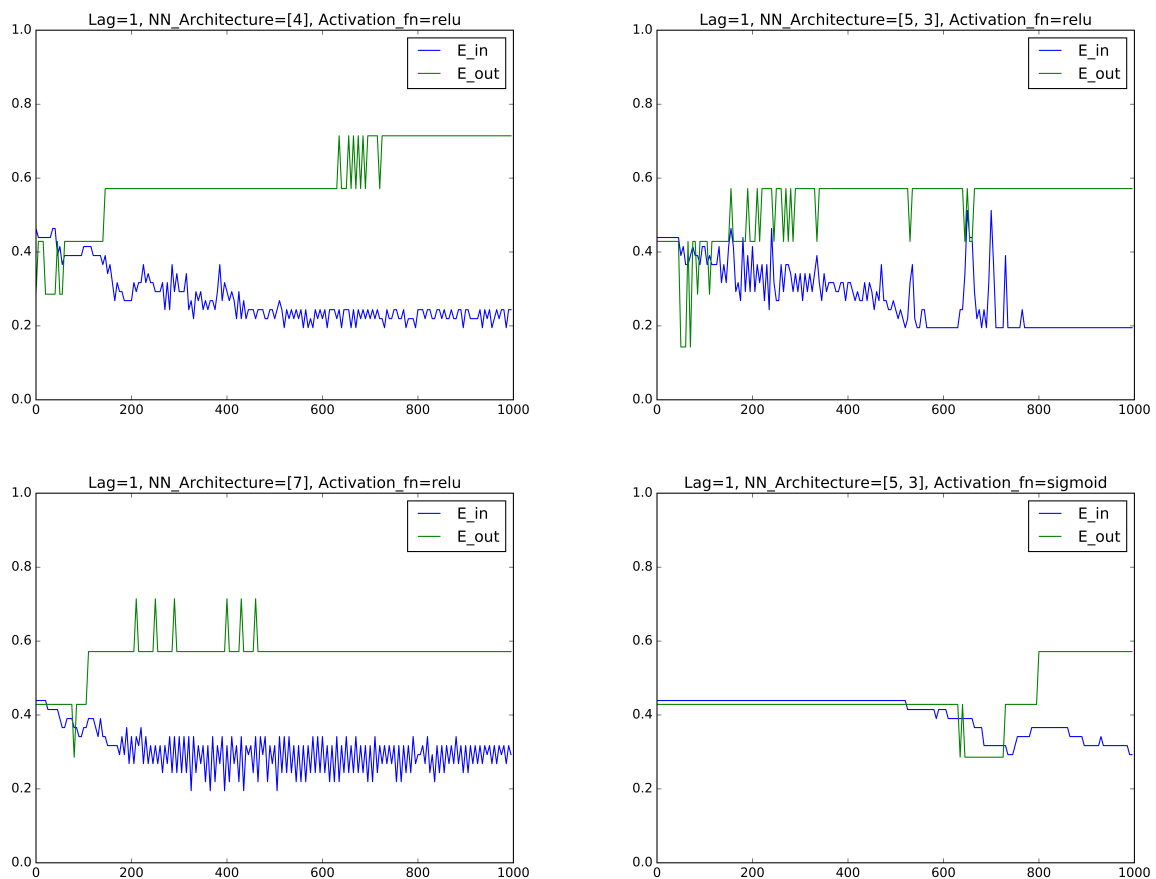 Lag=1, NN_Architecture=[4], Activation_fn=relu
1.0
0.8
0.6
0.4
0.2
0.0
0 200 400 600 800 1000
E_in
E_out
Lag=1, NN_Architecture=[5, 3], Activation_fn=relu
1.0
0.8
0.6
0.4
0.2
0.0
0 200 400 600 800 1000
E_in
E_out
Lag=1, NN_Architecture=[7], Activation_fn=relu
1.0
0.8
0.6
0.4
0.2
0.0
0 200 400 600 800 1000
E_in
E_out
Lag=1, NN_Architecture=[5, 3], Activation_fn=sigmoid
1.0
0.8
0.6
0.4
0.2
0.0
0 200 400 600 800 1000
E_in
E_out